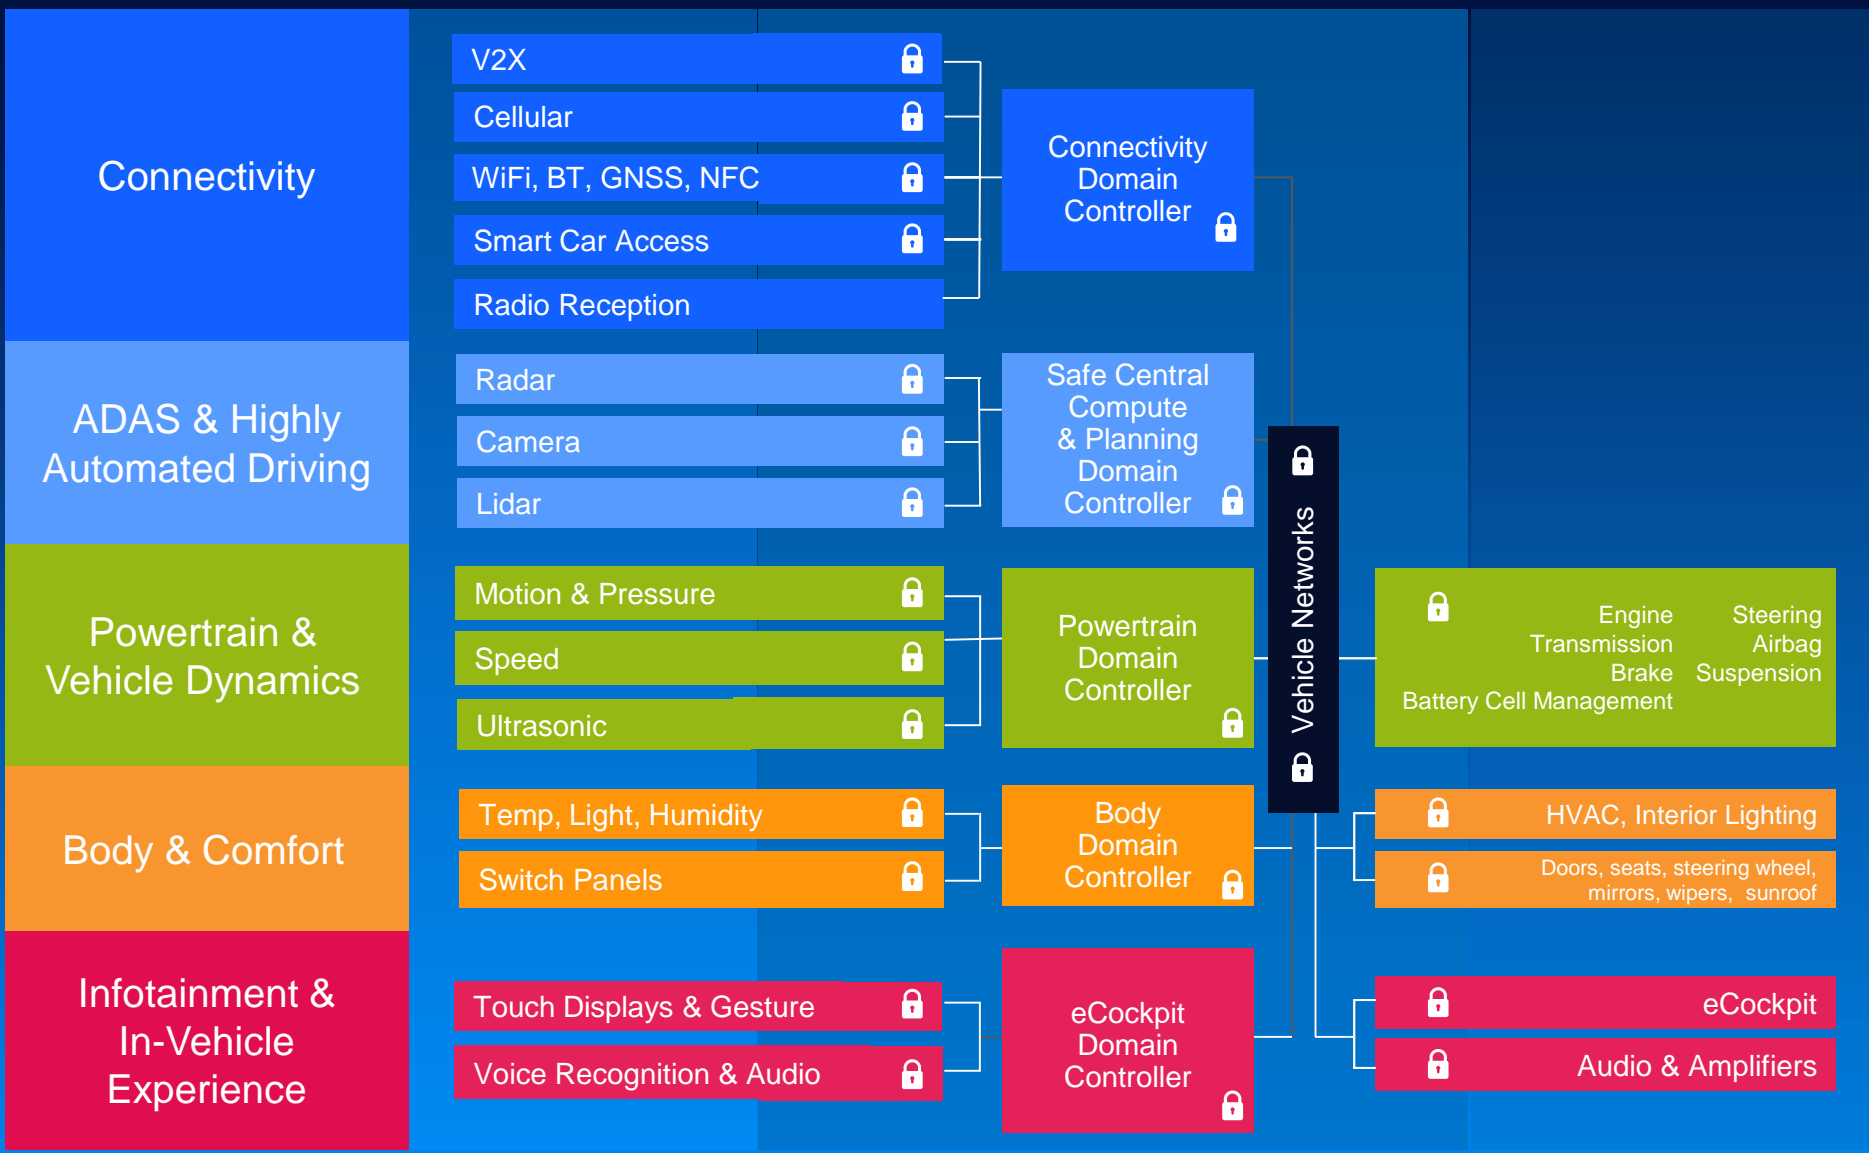 Connectivity
V2X
Cellular
WiFi, BT, GNSS, NFC
Smart Car Access
Radio Reception
Connectivity
Domain
Controller
ADAS & Highly
Automated Driving
Radar
Camera
Lidar
Safe Central
Compute
& Planning
Domain
Controller
Vehicle Networks
Powertrain &
Vehicle Dynamics
Motion & Pressure
Speed
Ultrasonic
Powertrain
Domain
Controller
Engine Steering
Transmission Airbag
Brake Suspension
Battery Cell Management
Body & Comfort
Temp, Light, Humidity
Switch Panels
Body
Domain
Controller
HVAC, Interior Lighting
Doors, seats, steering wheel,
mirrors, wipers, sunroof
Infotainment &
In-Vehicle
Experience
Touch Displays & Gesture
Voice Recognition & Audio
eCockpit
Domain
Controller
eCockpit
Audio & Amplifiers